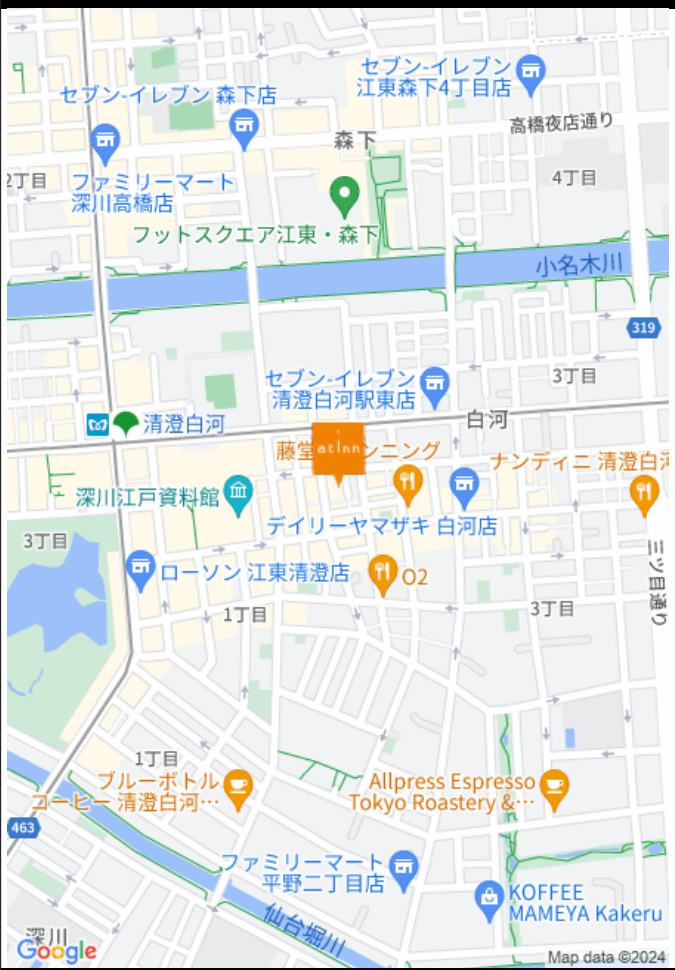 セブン-イレブン
江東森下4丁目店
セブン-イレブン 森下店
高橋夜店通り
森下
2丁目
ファミリーマート
深川高橋店
4丁目
フットスクエア江東・森下
小名木川
319
セブン-イレブン
清澄白河駅東店
3丁目
清澄白河
白河
藤堂
at inn
ンニング
ナンディニ 清澄白河
深川江戸資料館
デイリーヤマザキ 白河店
3丁目
ローソン 江東清澄店
O2
三ツ目通り
1丁目
3丁目
1丁目
ブルーボトル
コーヒー 清澄白河…
Allpress Espresso
Tokyo Roastery &…
463
ファミリーマート
平野二丁目店
KOFFEE
MAMEYA Kakeru
仙台堀川
深川
Google
Map data ©2024